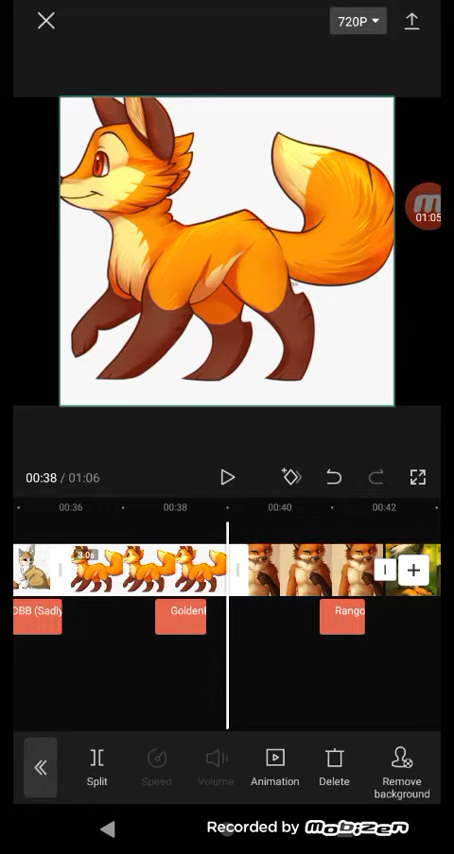 720P
01:05
00:38 / 01:06
00:36
00:38
00:40
00:42
3.0s
OBB (Sadly
Golden
Rango
Split
Speed
Volume
Animation
Delete
Remove
background
Recorded by MOBIZEN